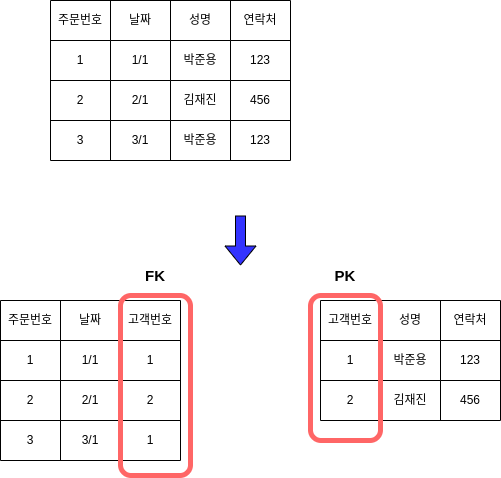 주문번호 날짜 성명 연락처
1 1/1 박준용 123
2 2/1 김재진 456
3 3/1 박준용 123
FK PK
주문번호 날짜 고객번호 고객번호 성명 연락처
1 1/1 1 1 박준용 123
2 2/1 2 2 김재진 456
3 3/1 1